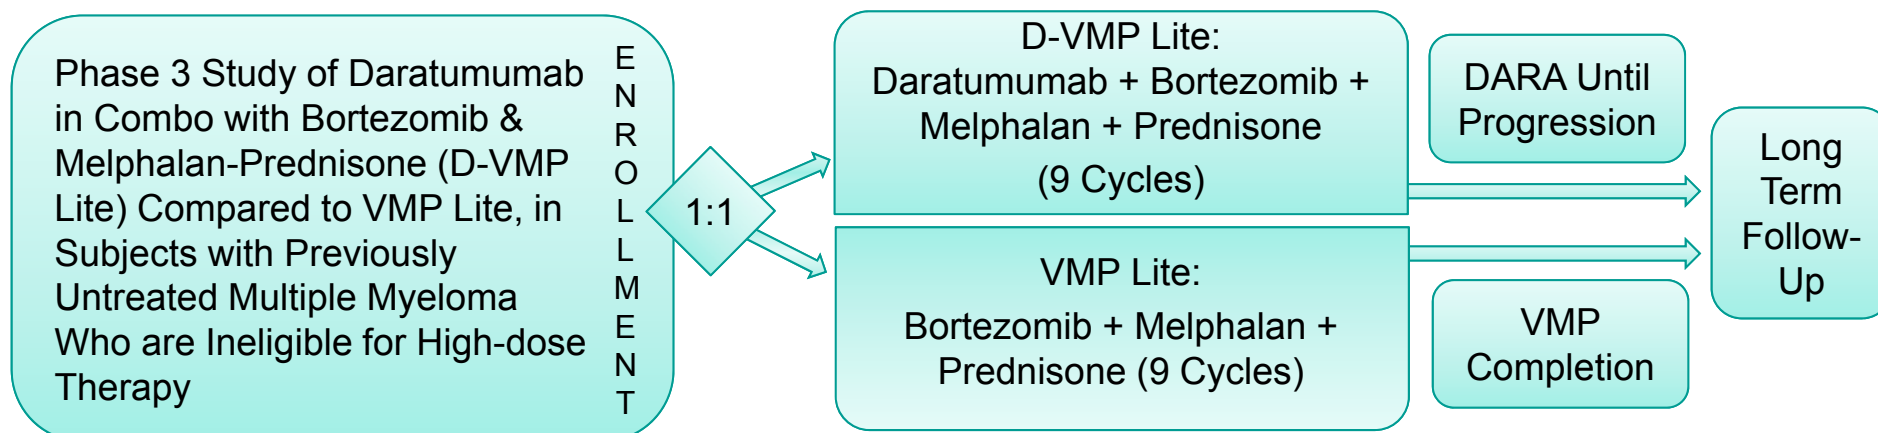 Phase 3 Study of Daratumumab
in Combo with Bortezomib &
Melphalan-Prednisone (D-VMP
Lite) Compared to VMP Lite, in
Subjects with Previously
Untreated Multiple Myeloma
Who are Ineligible for High-dose
Therapy
E
N
R
O
L
L
M
E
N
T
1:1
D-VMP Lite:
Daratumumab + Bortezomib +
Melphalan + Prednisone
(9 Cycles)
VMP Lite:
Bortezomib + Melphalan +
Prednisone (9 Cycles)
DARA Until
Progression
VMP
Completion
Long
Term
Follow-
Up